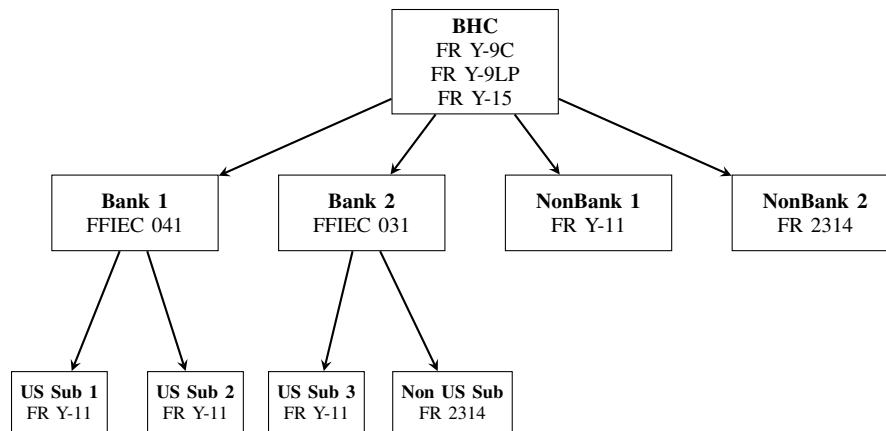 BHC
FR Y-9C
FR Y-9LP
FR Y-15
Bank 1
FFIEC 041
Bank 2
FFIEC 031
NonBank 1
FR Y-11
NonBank 2
FR 2314
US Sub 1
FR Y-11
US Sub 2
FR Y-11
US Sub 3
FR Y-11
Non US Sub
FR 2314